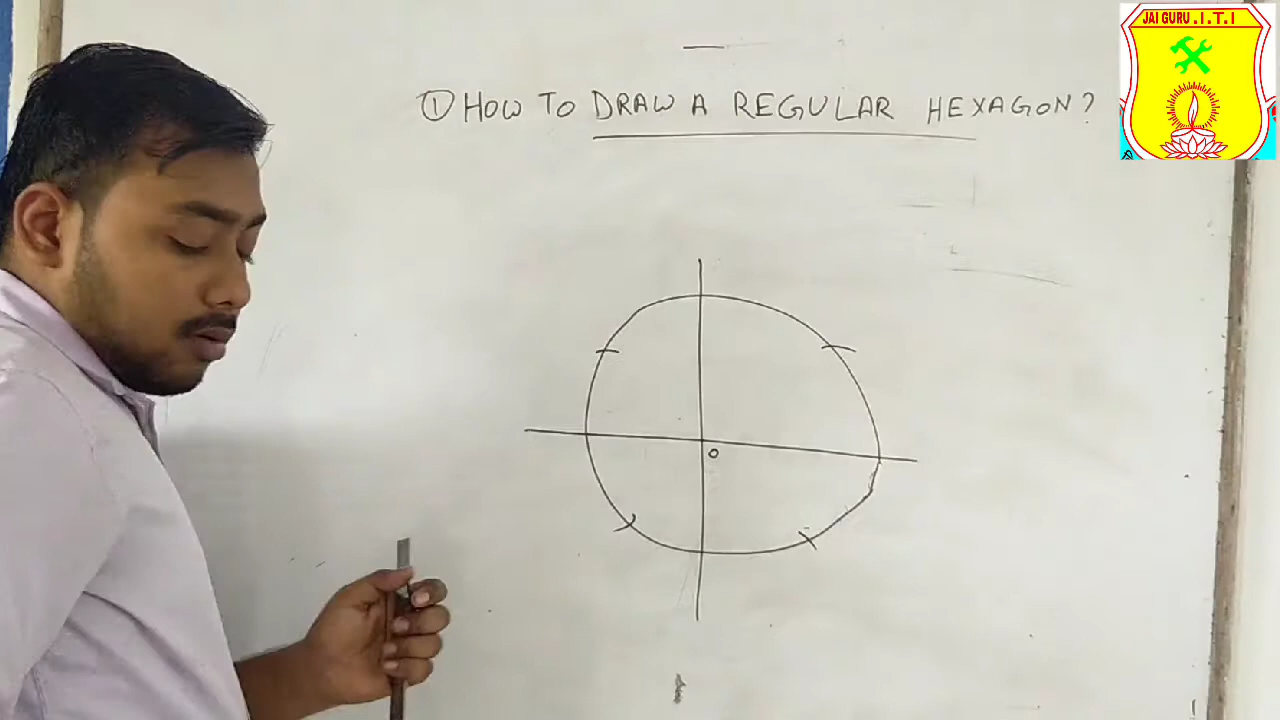 JAI GURU . I . T . I
① HOW TO DRAW A REGULAR HEXAGON?
O